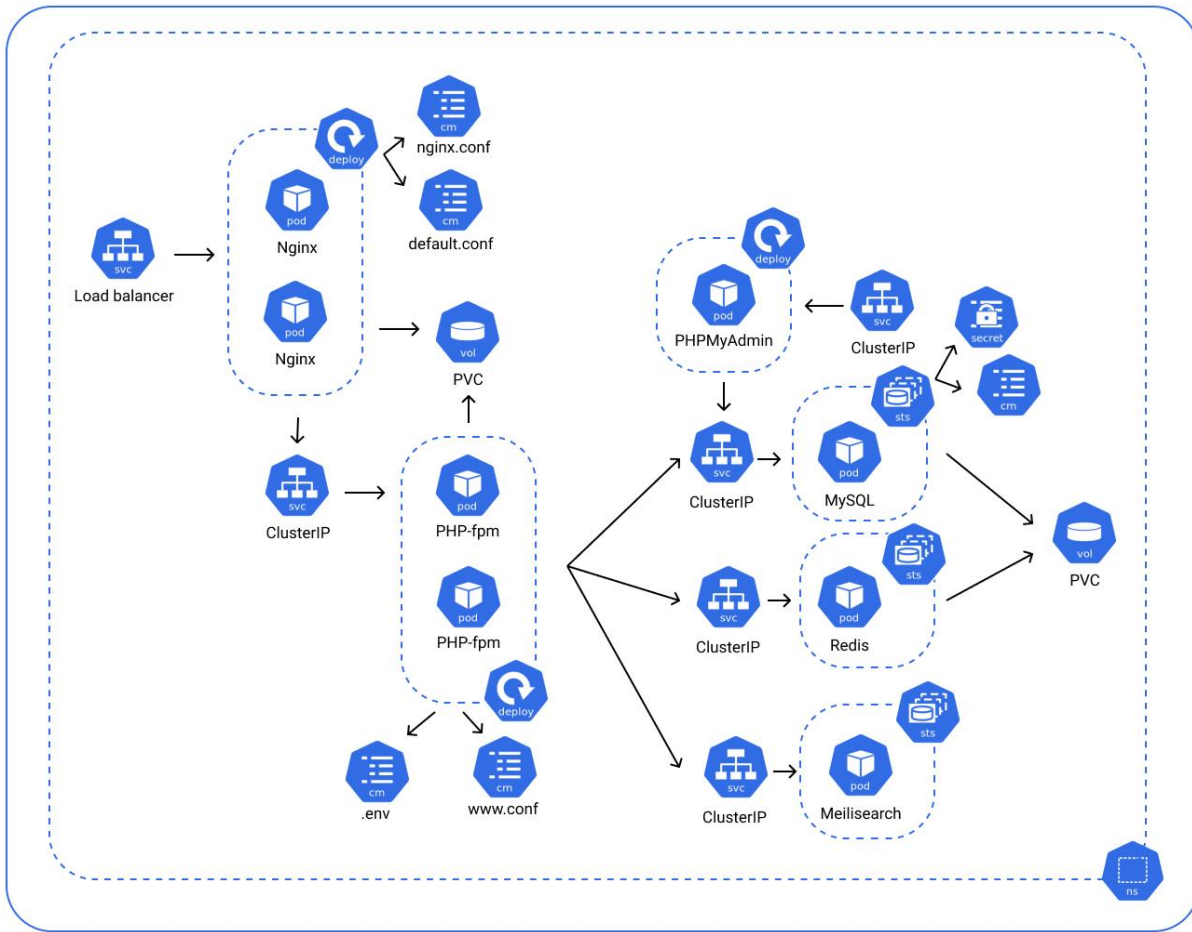 cm
nginx.conf
deploy
pod
Nginx
cm
default.conf
svc
Load balancer
pod
Nginx
vol
PVC
svc
ClusterIP
pod
PHP-fpm
pod
PHP-fpm
deploy
cm
.env
cm
www.conf
deploy
pod
PHPMyAdmin
svc
ClusterIP
secret
cm
sts
svc
ClusterIP
pod
MySQL
sts
svc
ClusterIP
pod
Redis
vol
PVC
sts
svc
ClusterIP
pod
Meilisearch
ns